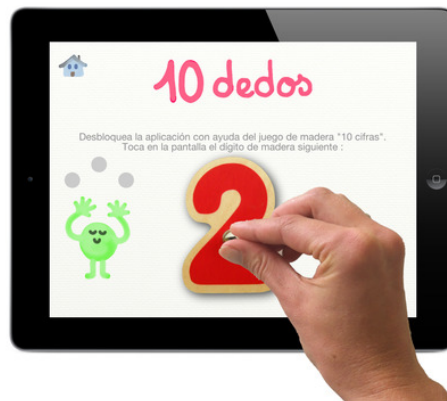 10 dedos
Desbloquea la aplicación con ayuda del juego de madera "10 cifras".
Toca en la pantalla el dígito de madera siguiente :
2